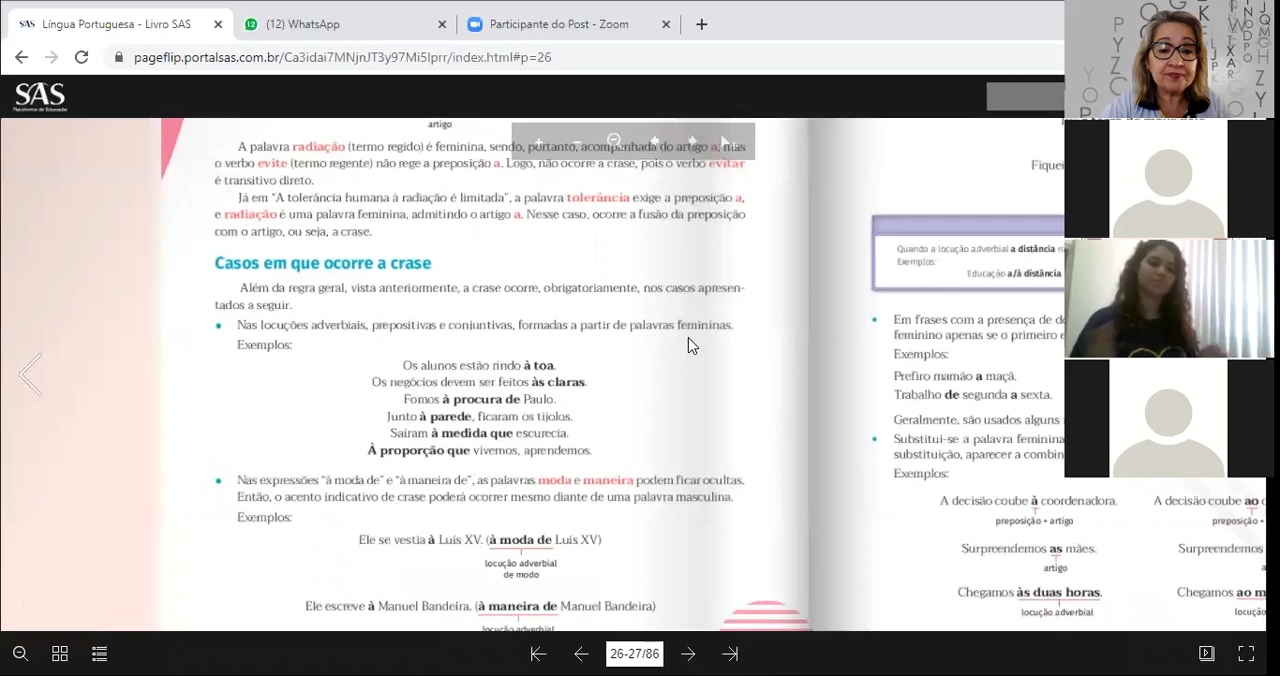 Língua Portuguesa - Livro SAS
(12) WhatsApp
Participante do Post - Zoom
pageflip.portalsas.com.br/Ca3idai7MNjnJT3y97Mi5lprr/index.html#p=26
SAS
Plataforma de Educação
artigo
A palavra radiação (termo regido) é feminina, sendo, portanto, acompanhada do artigo a; mas
o verbo evite (termo regente) não rege a preposição a. Logo, não ocorre a crase, pois o verbo evitar
é transitivo direto.
Já em “A tolerância humana à radiação é limitada”, a palavra tolerância exige a preposição a,
e radiação é uma palavra feminina, admitindo o artigo a. Nesse caso, ocorre a fusão da preposição
com o artigo, ou seja, a crase.
Casos em que ocorre a crase
Além da regra geral, vista anteriormente, a crase ocorre, obrigatoriamente, nos casos apresen-
tados a seguir.
• Nas locuções adverbiais, prepositivas e conjuntivas, formadas a partir de palavras femininas.
Exemplos:
Os alunos estão rindo à toa.
Os negócios devem ser feitos às claras.
Fomos à procura de Paulo.
Junto à parede, ficaram os tijolos.
Saíram à medida que escurecia.
À proporção que vivemos, aprendemos.
• Nas expressões “à moda de” e “à maneira de”, as palavras moda e maneira podem ficar ocultas.
Então, o acento indicativo de crase poderá ocorrer mesmo diante de uma palavra masculina.
Exemplos:
Ele se vestia à Luís XV. (à moda de Luís XV)
locução adverbial
de modo
Ele escreve à Manuel Bandeira. (à maneira de Manuel Bandeira)
locução adverbial
Fiquei
Quando a locução adverbial a distância
Exemplos:
Educação a/à distância
• Em frases com a presença de
feminino apenas se o primeiro
Exemplos:
Prefiro mamão a maçã.
Trabalho de segunda a sexta.
Geralmente, são usados alguns
• Substitui-se a palavra feminina
substituição, aparecer a
Exemplos:
A decisão coube à coordenadora. A decisão coube ao
preposição + artigo preposição +
Surpreendemos as mães. Surpreendemos
artigo
Chegamos às duas horas. Chegamos ao
locução adverbial
26-27/86